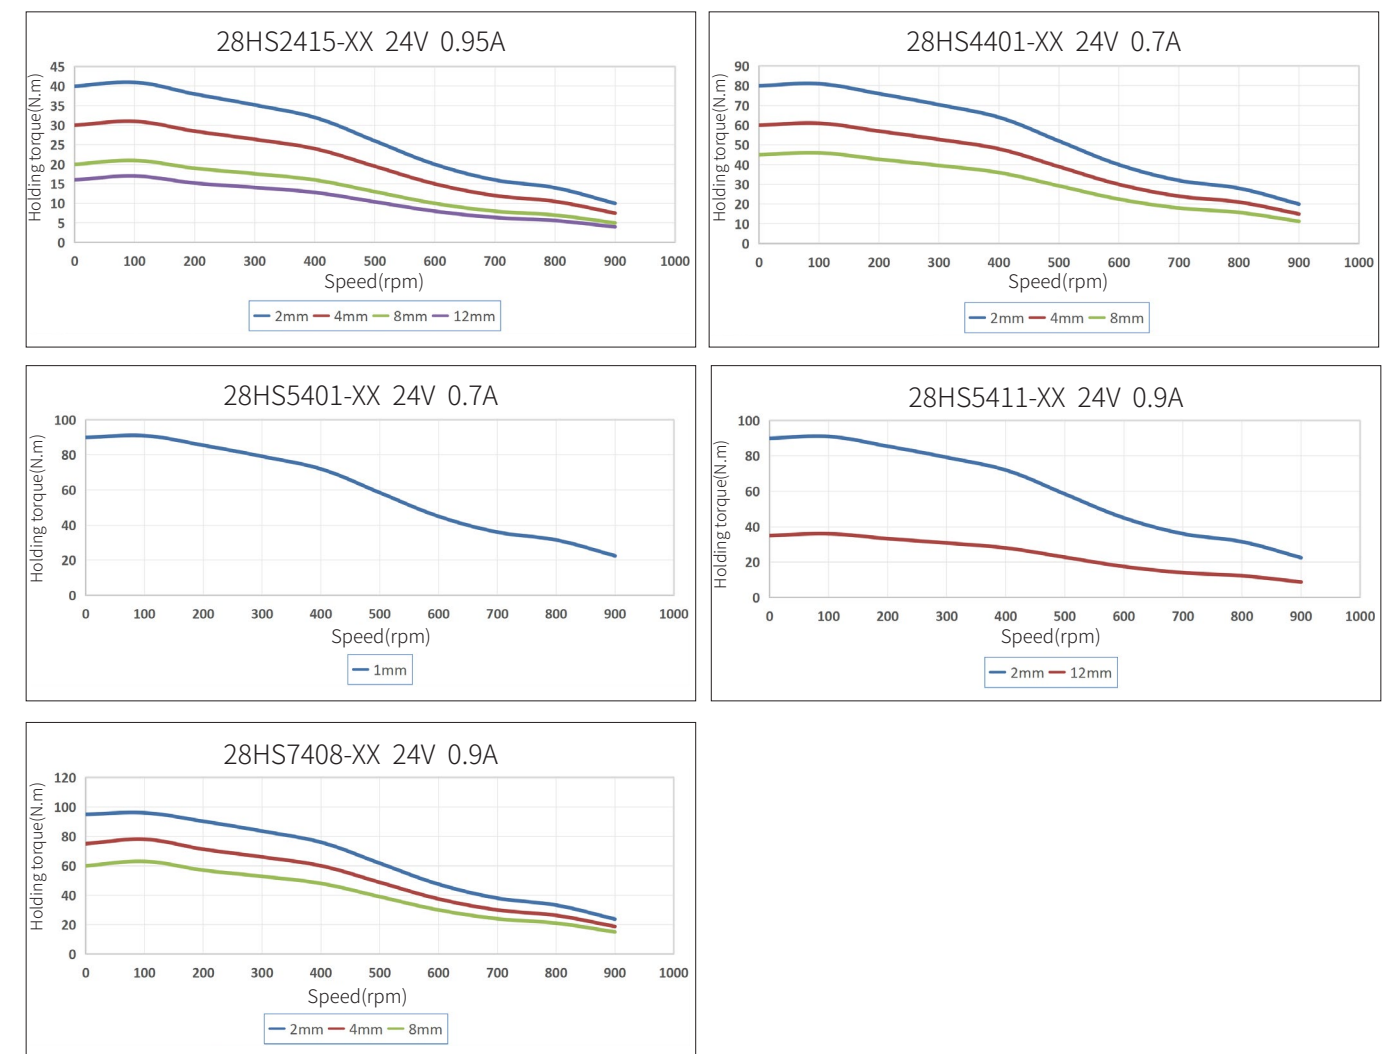 28HS2415-XX 24V 0.95A
Holding torque(N.m)
45
40
35
30
25
20
15
10
5
0
0 100 200 300 400 500 600 700 800 900 1000
Speed(rpm)
2mm 4mm 8mm 12mm
28HS4401-XX 24V 0.7A
Holding torque(N.m)
90
80
70
60
50
40
30
20
10
0
0 100 200 300 400 500 600 700 800 900 1000
Speed(rpm)
2mm 4mm 8mm
28HS5401-XX 24V 0.7A
Holding torque(N.m)
100
80
60
40
20
0
0 100 200 300 400 500 600 700 800 900 1000
Speed(rpm)
1mm
28HS5411-XX 24V 0.9A
Holding torque(N.m)
100
80
60
40
20
0
0 100 200 300 400 500 600 700 800 900 1000
Speed(rpm)
2mm 12mm
28HS7408-XX 24V 0.9A
Holding torque(N.m)
120
100
80
60
40
20
0
0 100 200 300 400 500 600 700 800 900 1000
Speed(rpm)
2mm 4mm 8mm